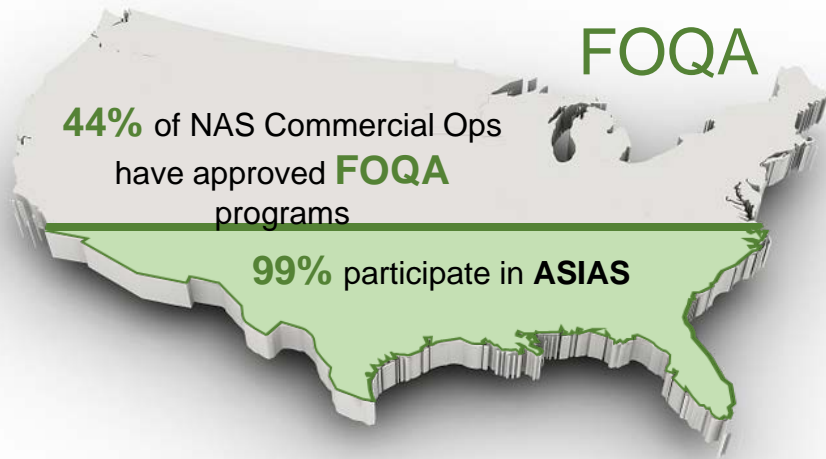 FOQA
44% of NAS Commercial Ops
have approved FOQA
programs
99% participate in ASIAS